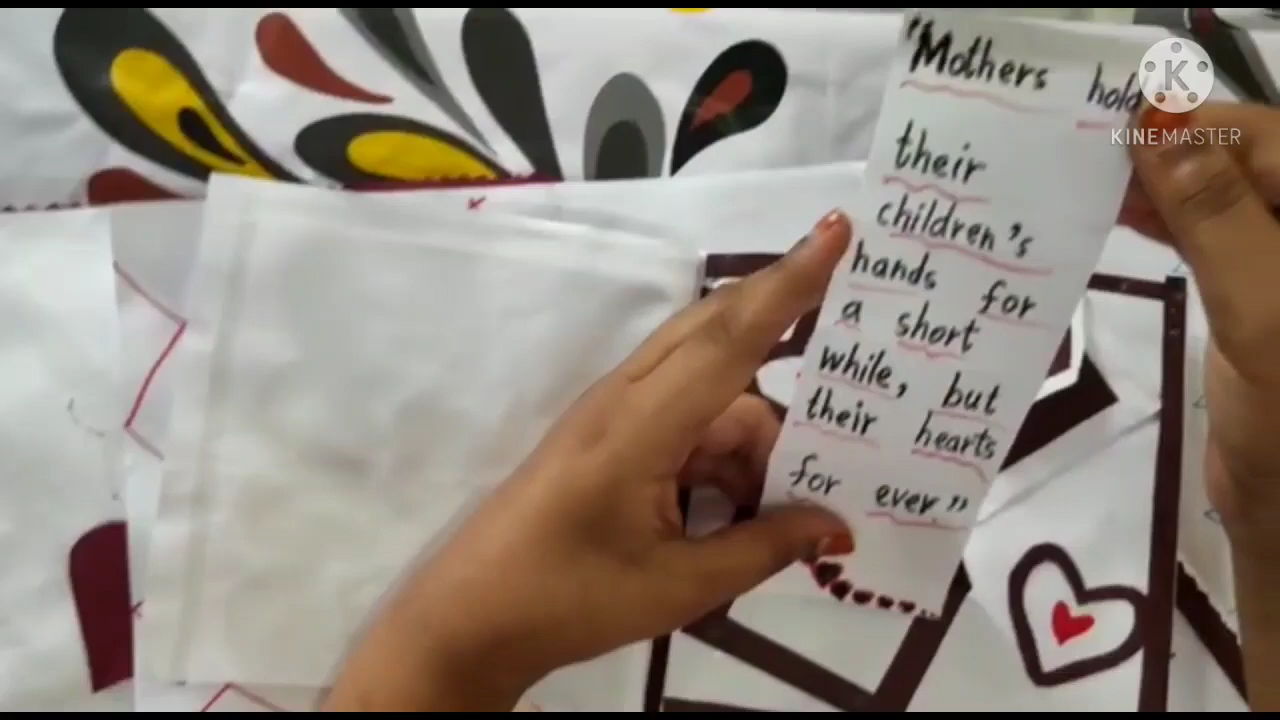 "Mothers hold
their
children's
hands for
a short
while, but
their hearts
for ever"
K
KINEMASTER